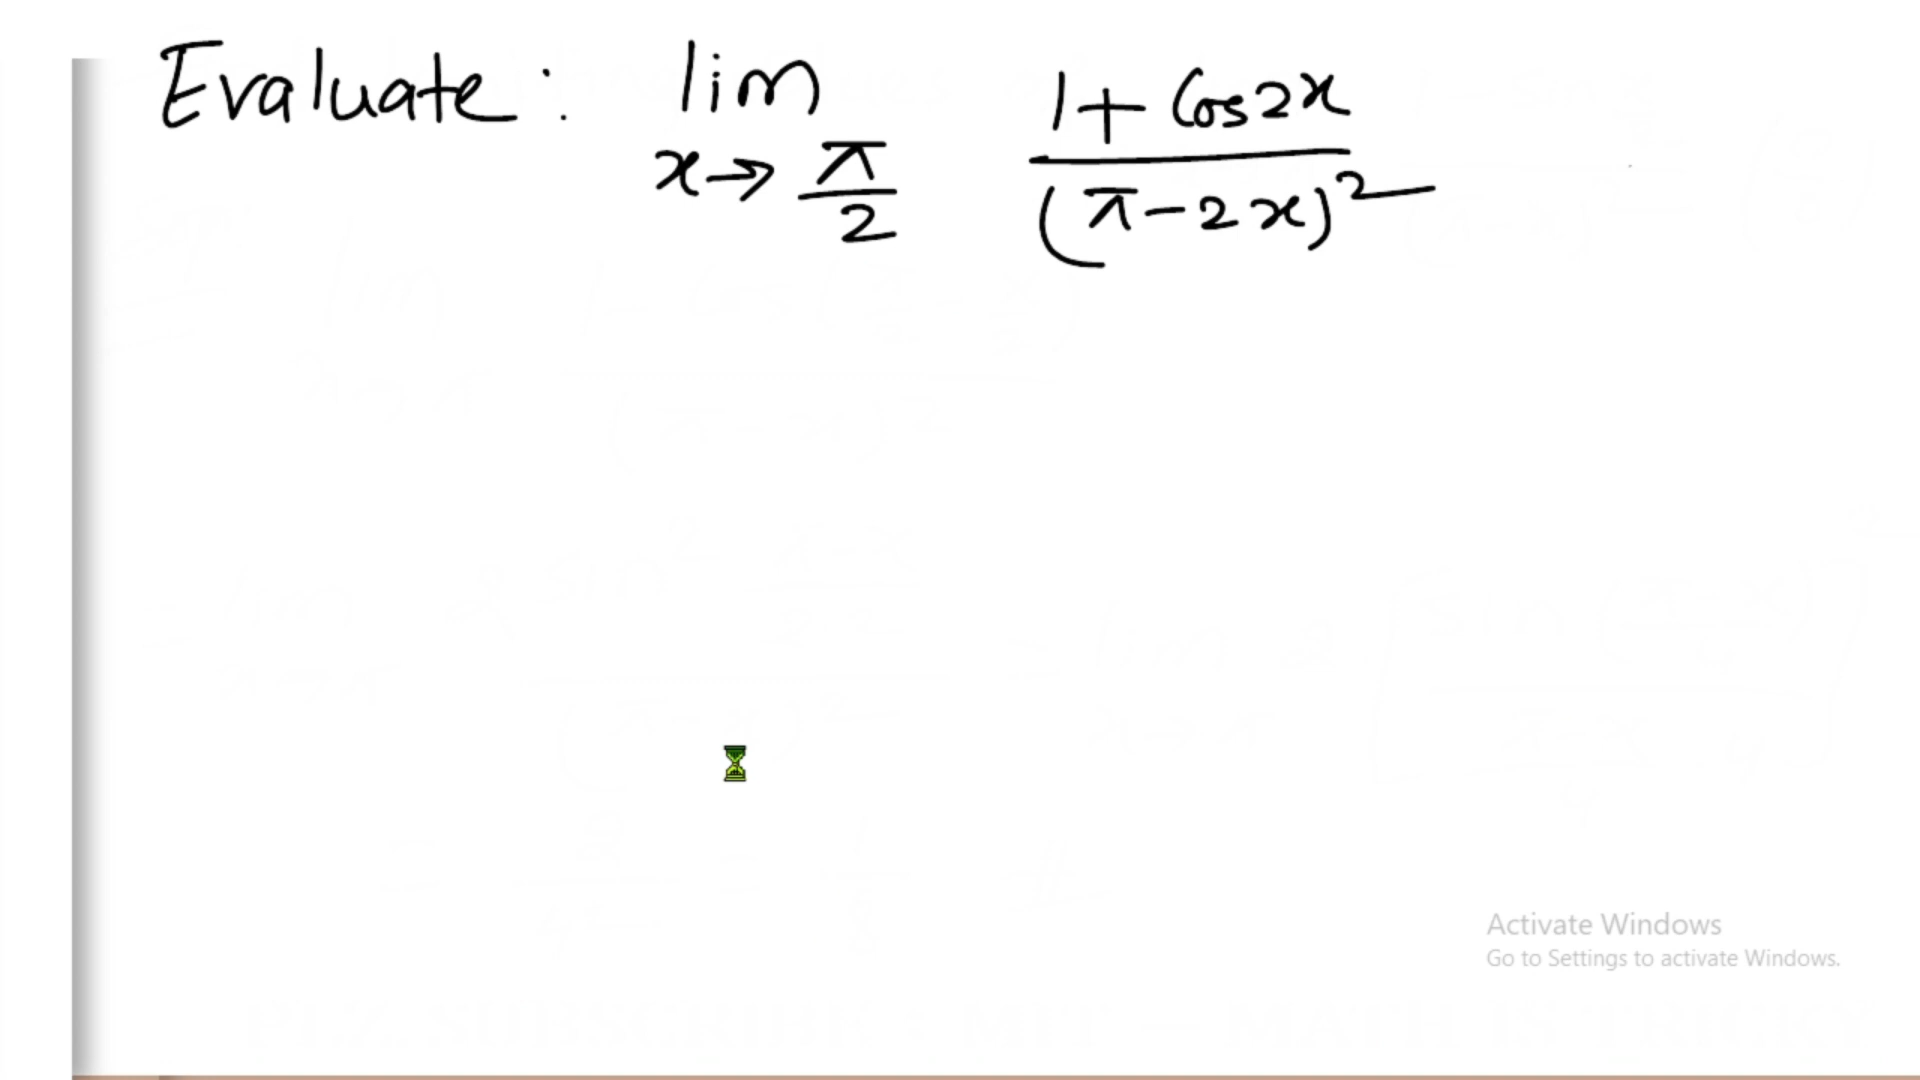 Evaluate: lim x→π/2 (1 + Cos2x)/(π-2x)²
Activate Windows
Go to Settings to activate Windows.